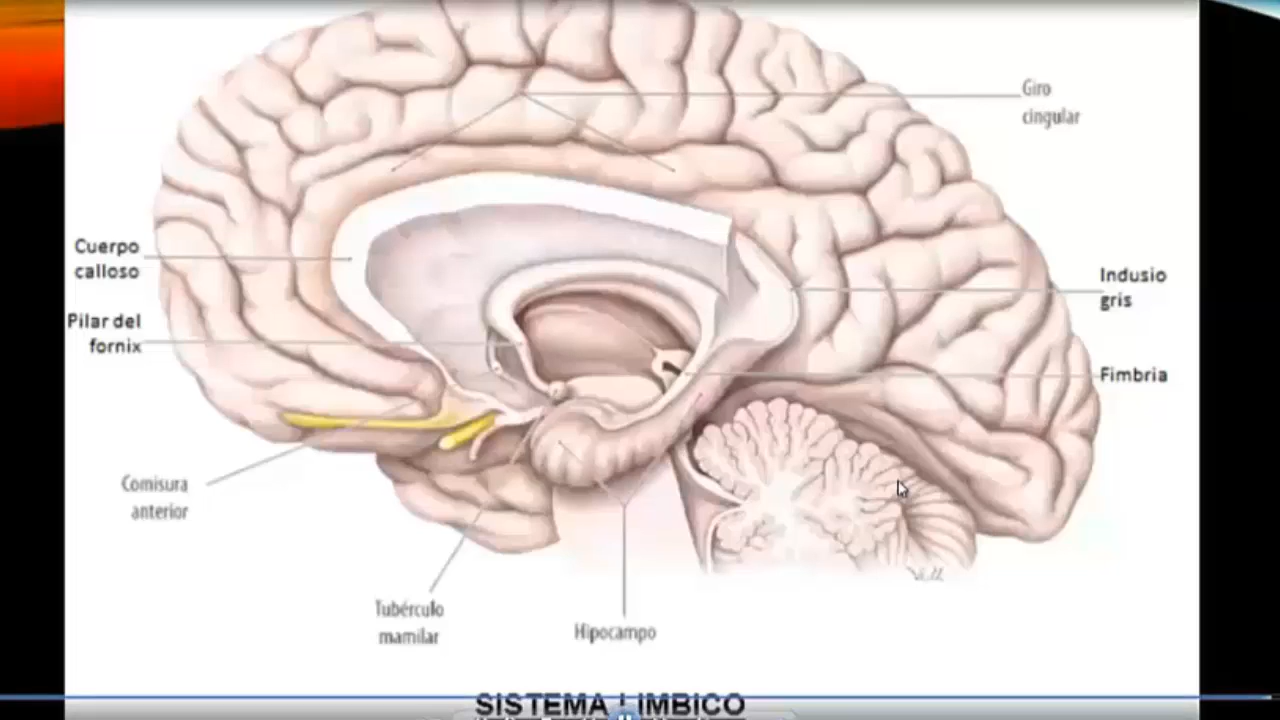 Giro
cingular
Cuerpo
calloso
Indusio
gris
Pilar del
fornix
Fimbria
Comisura
anterior
Tubérculo
mamilar
Hipocampo
SISTEMA LIMBICO